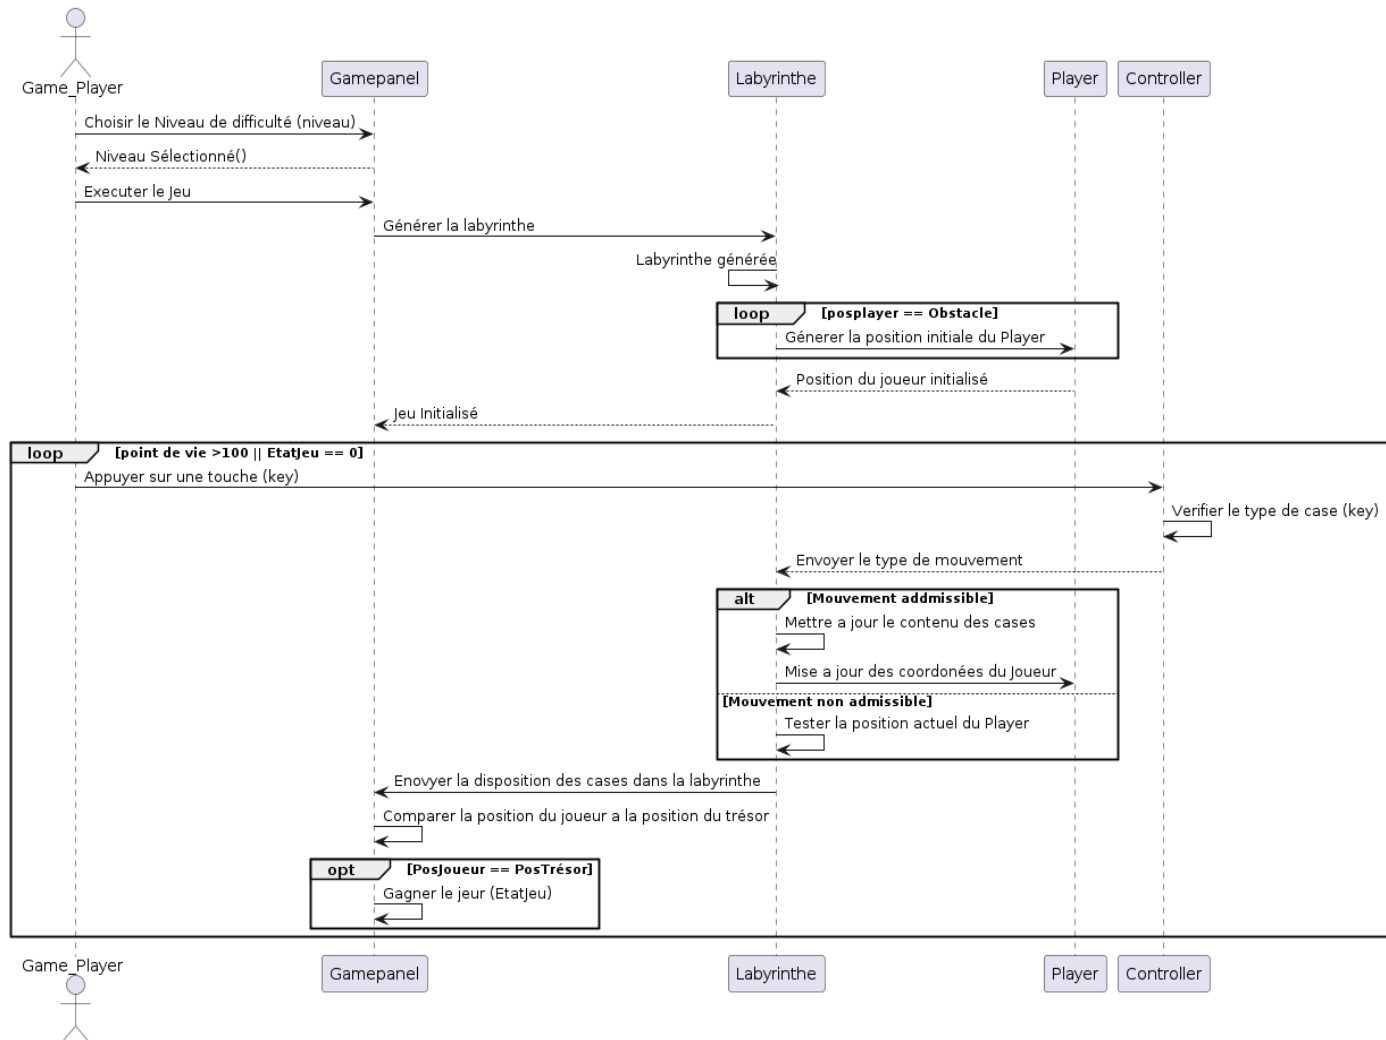 Game_Player
Gamepanel
Labyrinthe
Player
Controller
Choisir le Niveau de difficulté (niveau)
Niveau Sélectionné()
Executer le Jeu
Générer la labyrinthe
Labyrinthe générée
loop [posplayer == Obstacle]
Génerer la position initiale du Player
Position du joueur initialisé
Jeu Initialisé
loop [point de vie >100 || EtatJeu == 0]
Appuyer sur une touche (key)
Verifier le type de case (key)
Envoyer le type de mouvement
alt [Mouvement addmissible]
Mettre a jour le contenu des cases
Mise a jour des coordonées du Joueur
[Mouvement non admissible]
Tester la position actuel du Player
Enovyer la disposition des cases dans la labyrinthe
Comparer la position du joueur a la position du trésor
opt [PosJoueur == PosTrésor]
Gagner le jeur (EtatJeu)
Game_Player
Gamepanel
Labyrinthe
Player
Controller